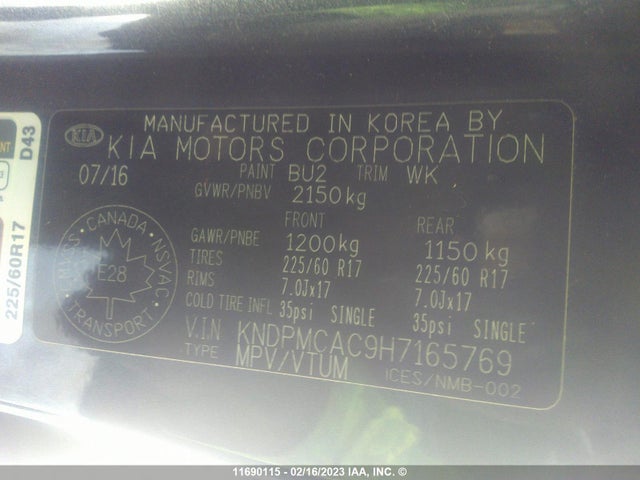 MANUFACTURED IN KOREA BY
KIA KIA MOTORS CORPORATION
07/16 PAINT BU2 TRIM WK
GVWR/PNBV 2150kg
FRONT REAR
GAWR/PNBE 1200kg 1150kg
TIRES 225/60 R17 225/60 R17
RIMS 7.0Jx17 7.0Jx17
COLD TIRE INFL 35psi SINGLE 35psi SINGLE
V.I.N KNDPMCAC9H7165769
TYPE MPV/VTUM
ICES/NMB-002
CANADA
NSVAC
E28
TRANSPORT
D43
225/60R17
11690115 - 02/16/2023 IAA, INC. ©